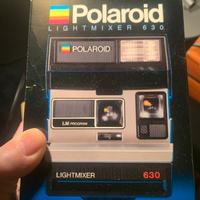 Polaroid
LIGHTMIXER 630
POLAROID
LM PROGRAM
LIGHTMIXER 630